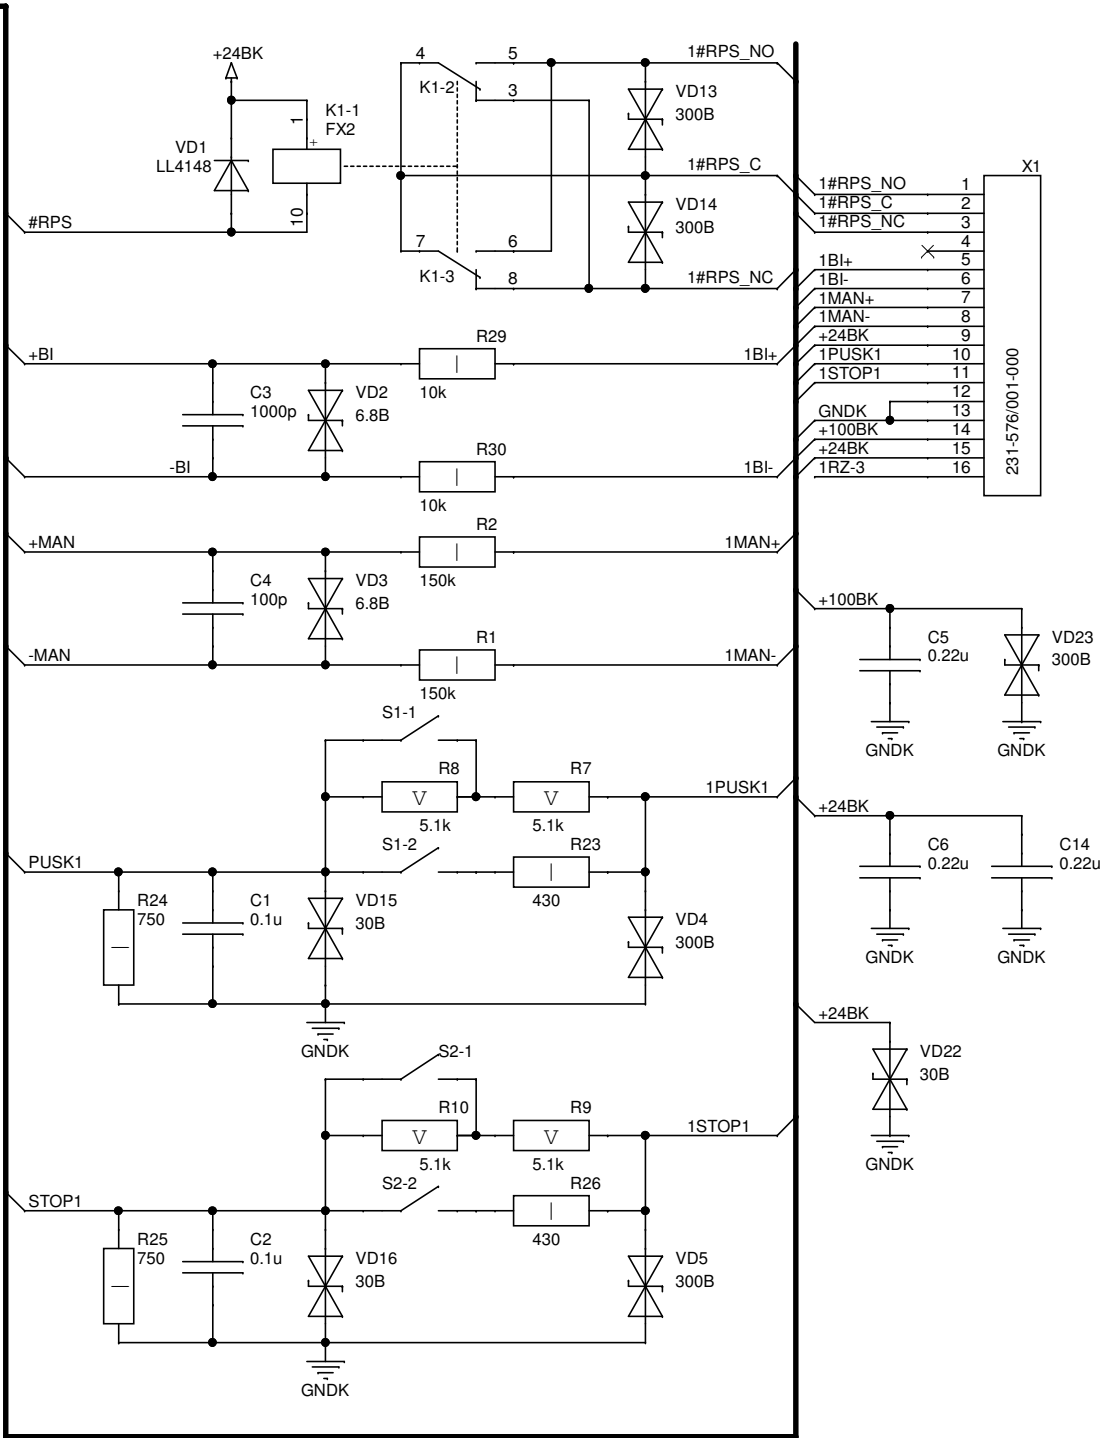 +24BK
K1-1
FX2
1
+
10
VD1
LL4148
#RPS
4
5
K1-2
3
7
6
K1-3
8
1#RPS_NO
VD13
300B
1#RPS_C
VD14
300B
1#RPS_NC
X1
1#RPS_NO 1
1#RPS_C 2
1#RPS_NC 3
4
1BI+ 5
1BI- 6
1MAN+ 7
1MAN- 8
+24BK 9
1PUSK1 10
1STOP1 11
12
GNDK 13
+100BK 14
+24BK 15
1RZ-3 16
231-576/001-000
+BI
R29
10k
1BI+
C3
1000p
VD2
6.8B
-BI
R30
10k
1BI-
+MAN
R2
150k
1MAN+
C4
100p
VD3
6.8B
-MAN
R1
150k
1MAN-
+100BK
C5
0.22u
VD23
300B
GNDK
GNDK
S1-1
R8
V
5.1k
R7
V
5.1k
1PUSK1
S1-2
R23
430
PUSK1
R24
750
C1
0.1u
VD15
30B
VD4
300B
GNDK
+24BK
C6
0.22u
C14
0.22u
GNDK
GNDK
+24BK
VD22
30B
GNDK
S2-1
R10
V
5.1k
R9
V
5.1k
1STOP1
S2-2
R26
430
STOP1
R25
750
C2
0.1u
VD16
30B
VD5
300B
GNDK